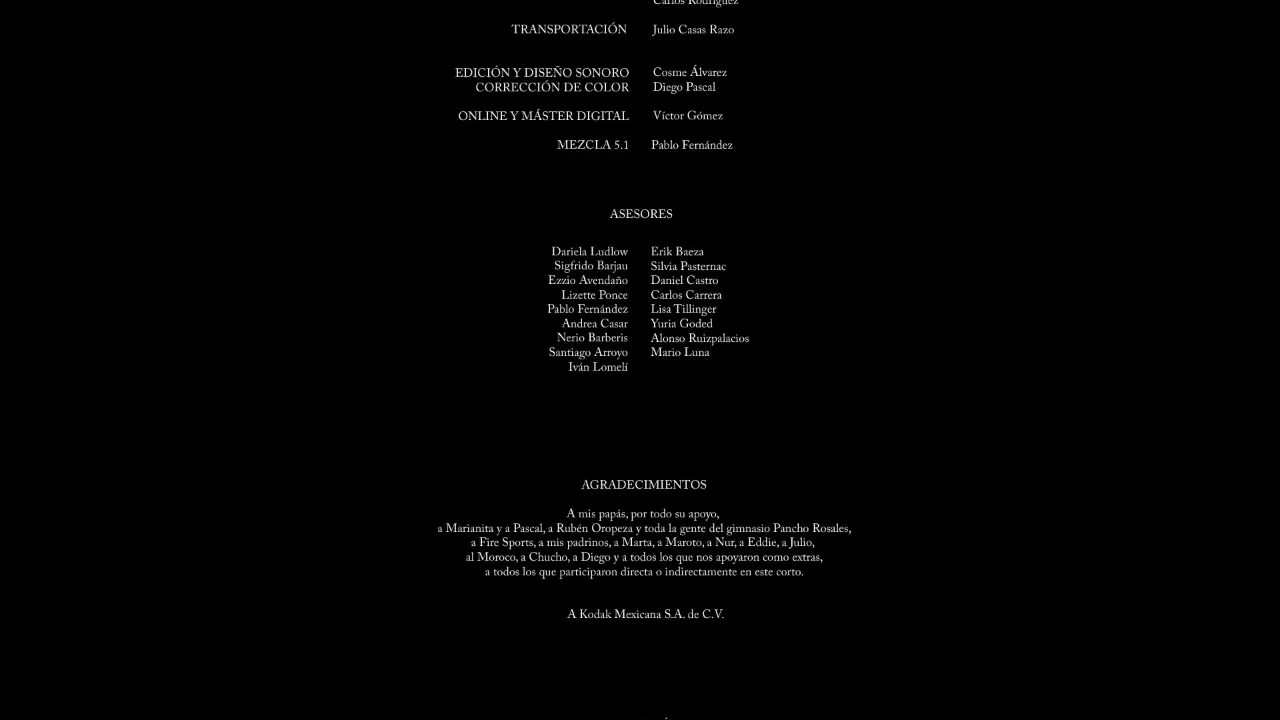 Carlos Rodríguez
TRANSPORTACIÓN Julio Casas Razo
EDICIÓN Y DISEÑO SONORO Cosme Álvarez
CORRECCIÓN DE COLOR Diego Pascal
ONLINE Y MÁSTER DIGITAL Víctor Gómez
MEZCLA 5.1 Pablo Fernández
ASESORES
Dariela Ludlow Erik Baeza
Sigfrido Barjau Silvia Pasternac
Ezzio Avendaño Daniel Castro
Lizette Ponce Carlos Carrera
Pablo Fernández Lisa Tillinger
Andrea Casar Yuria Goded
Nerio Barberis Alonso Ruizpalacios
Santiago Arroyo Mario Luna
Iván Lomelí
AGRADECIMIENTOS
A mis papás, por todo su apoyo,
a Marianita y a Pascal, a Rubén Oropeza y toda la gente del gimnasio Pancho Rosales,
a Fire Sports, a mis padrinos, a Marta, a Maroto, a Nur, a Eddie, a Julio,
al Moroco, a Chucho, a Diego y a todos los que nos apoyaron como extras,
a todos los que participaron directa o indirectamente en este corto.
A Kodak Mexicana S.A. de C.V.